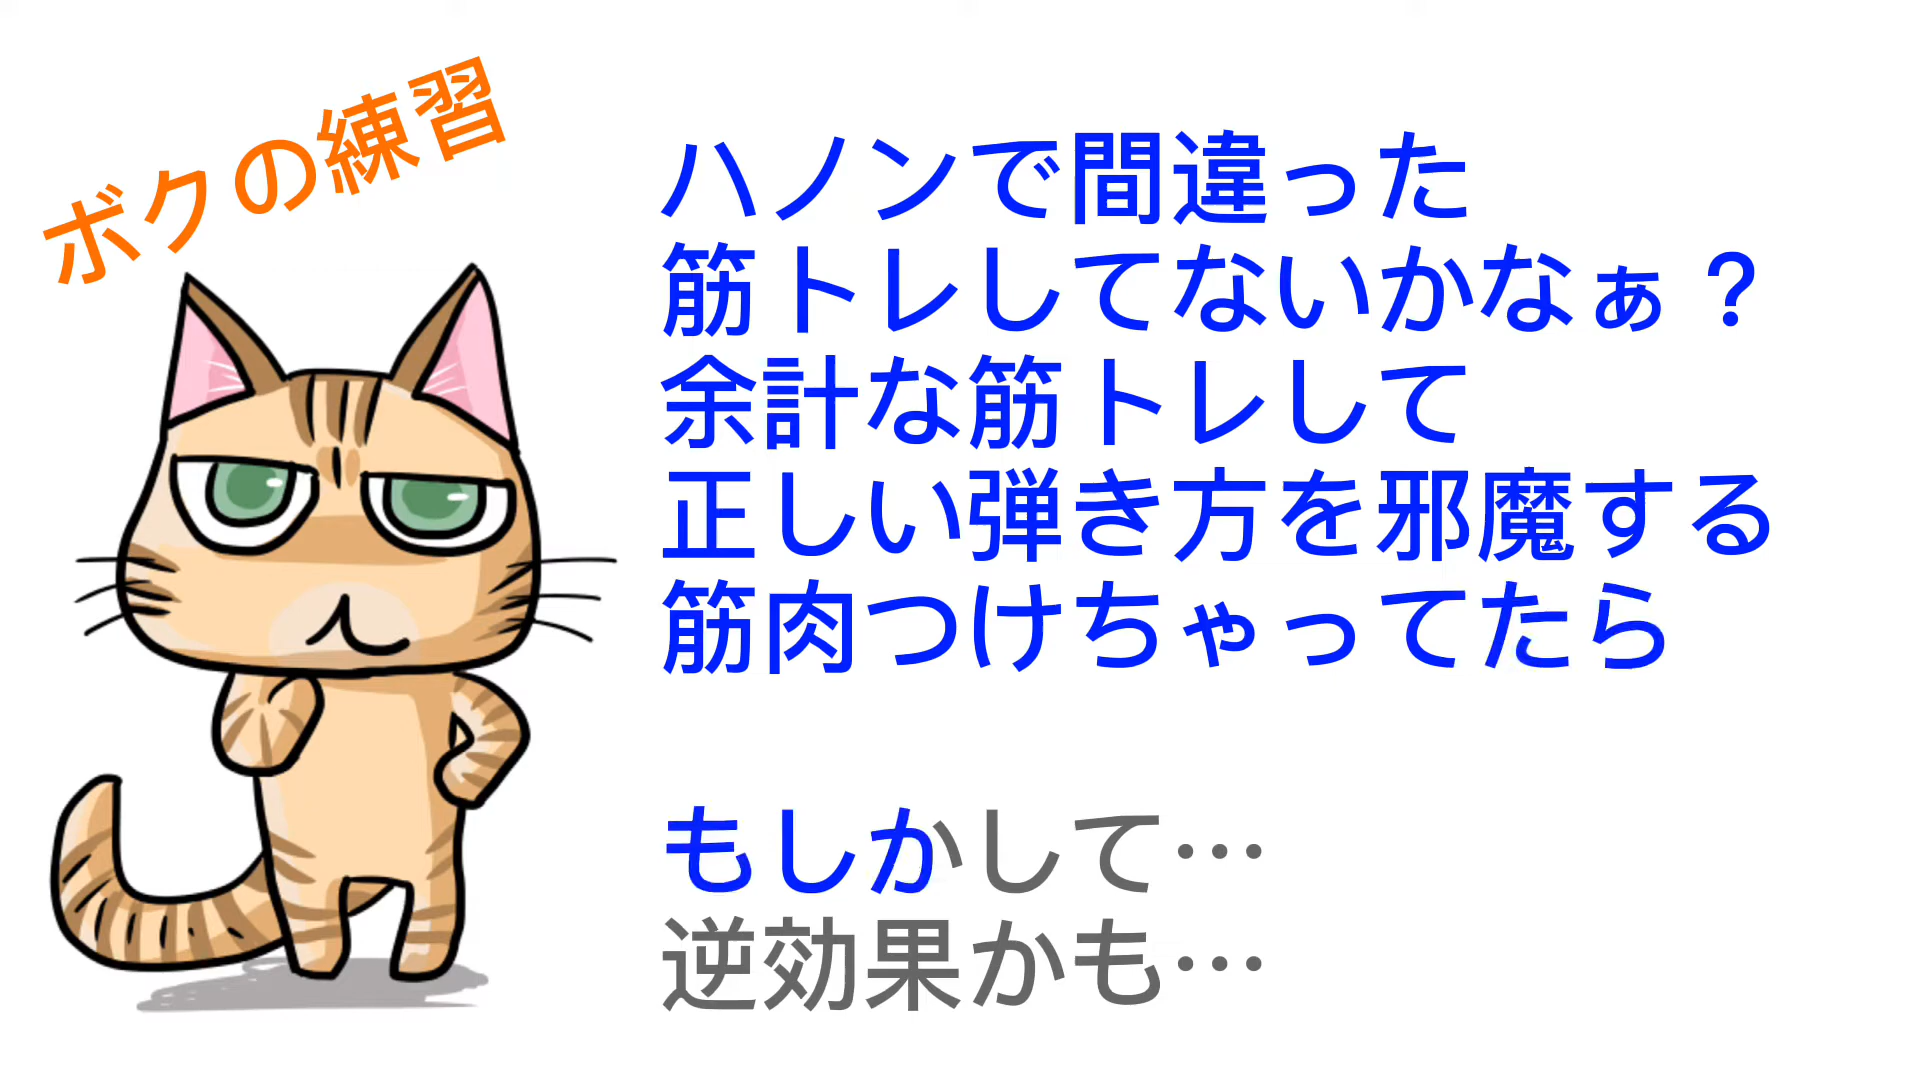 ボクの練習
ハノンで間違った
筋トレしてないかなぁ？
余計な筋トレして
正しい弾き方を邪魔する
筋肉つけちゃってたら
もしかして…
逆効果かも…